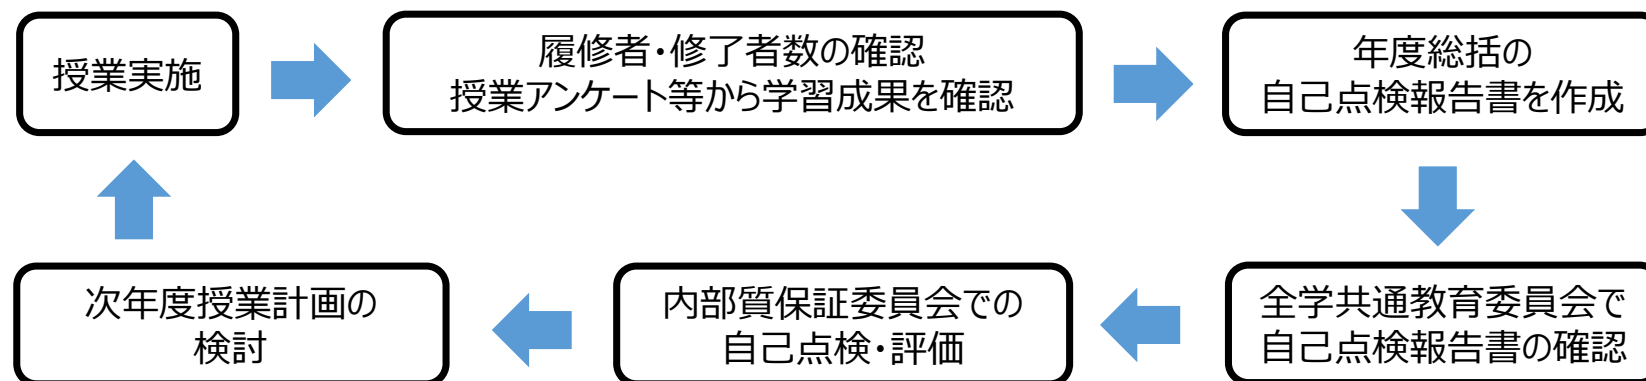 授業実施
履修者・修了者数の確認
授業アンケート等から学習成果を確認
年度総括の
自己点検報告書を作成
全学共通教育委員会で
自己点検報告書の確認
内部質保証委員会での
自己点検・評価
次年度授業計画の
検討